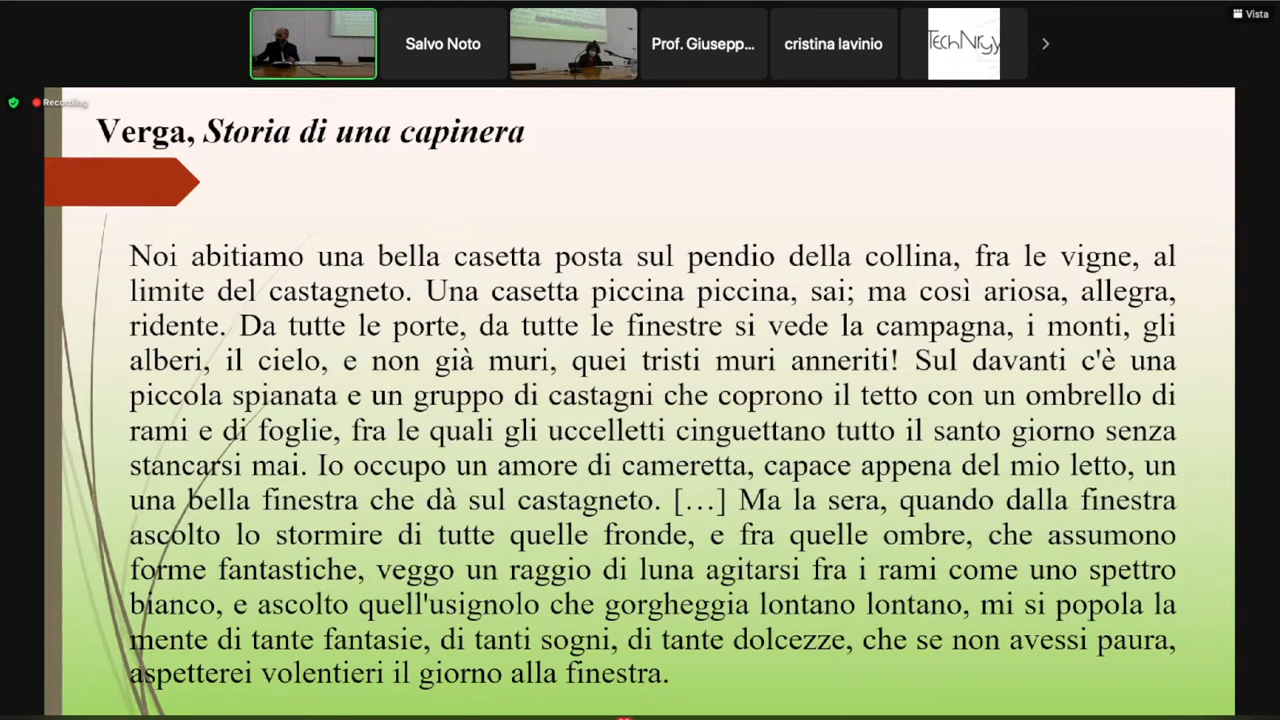 Vista
Salvo Noto
Prof. Giusepp...
cristina lavinio
TechNrgy
Recording
Verga, Storia di una capinera
Noi abitiamo una bella casetta posta sul pendio della collina, fra le vigne, al
limite del castagneto. Una casetta piccina piccina, sai; ma così ariosa, allegra,
ridente. Da tutte le porte, da tutte le finestre si vede la campagna, i monti, gli
alberi, il cielo, e non già muri, quei tristi muri anneriti! Sul davanti c'è una
piccola spianata e un gruppo di castagni che coprono il tetto con un ombrello di
rami e di foglie, fra le quali gli uccelletti cinguettano tutto il santo giorno senza
stancarsi mai. Io occupo un amore di cameretta, capace appena del mio letto, un
una bella finestra che dà sul castagneto. […] Ma la sera, quando dalla finestra
ascolto lo stormire di tutte quelle fronde, e fra quelle ombre, che assumono
forme fantastiche, veggo un raggio di luna agitarsi fra i rami come uno spettro
bianco, e ascolto quell'usignolo che gorgheggia lontano lontano, mi si popola la
mente di tante fantasie, di tanti sogni, di tante dolcezze, che se non avessi paura,
aspetterei volentieri il giorno alla finestra.